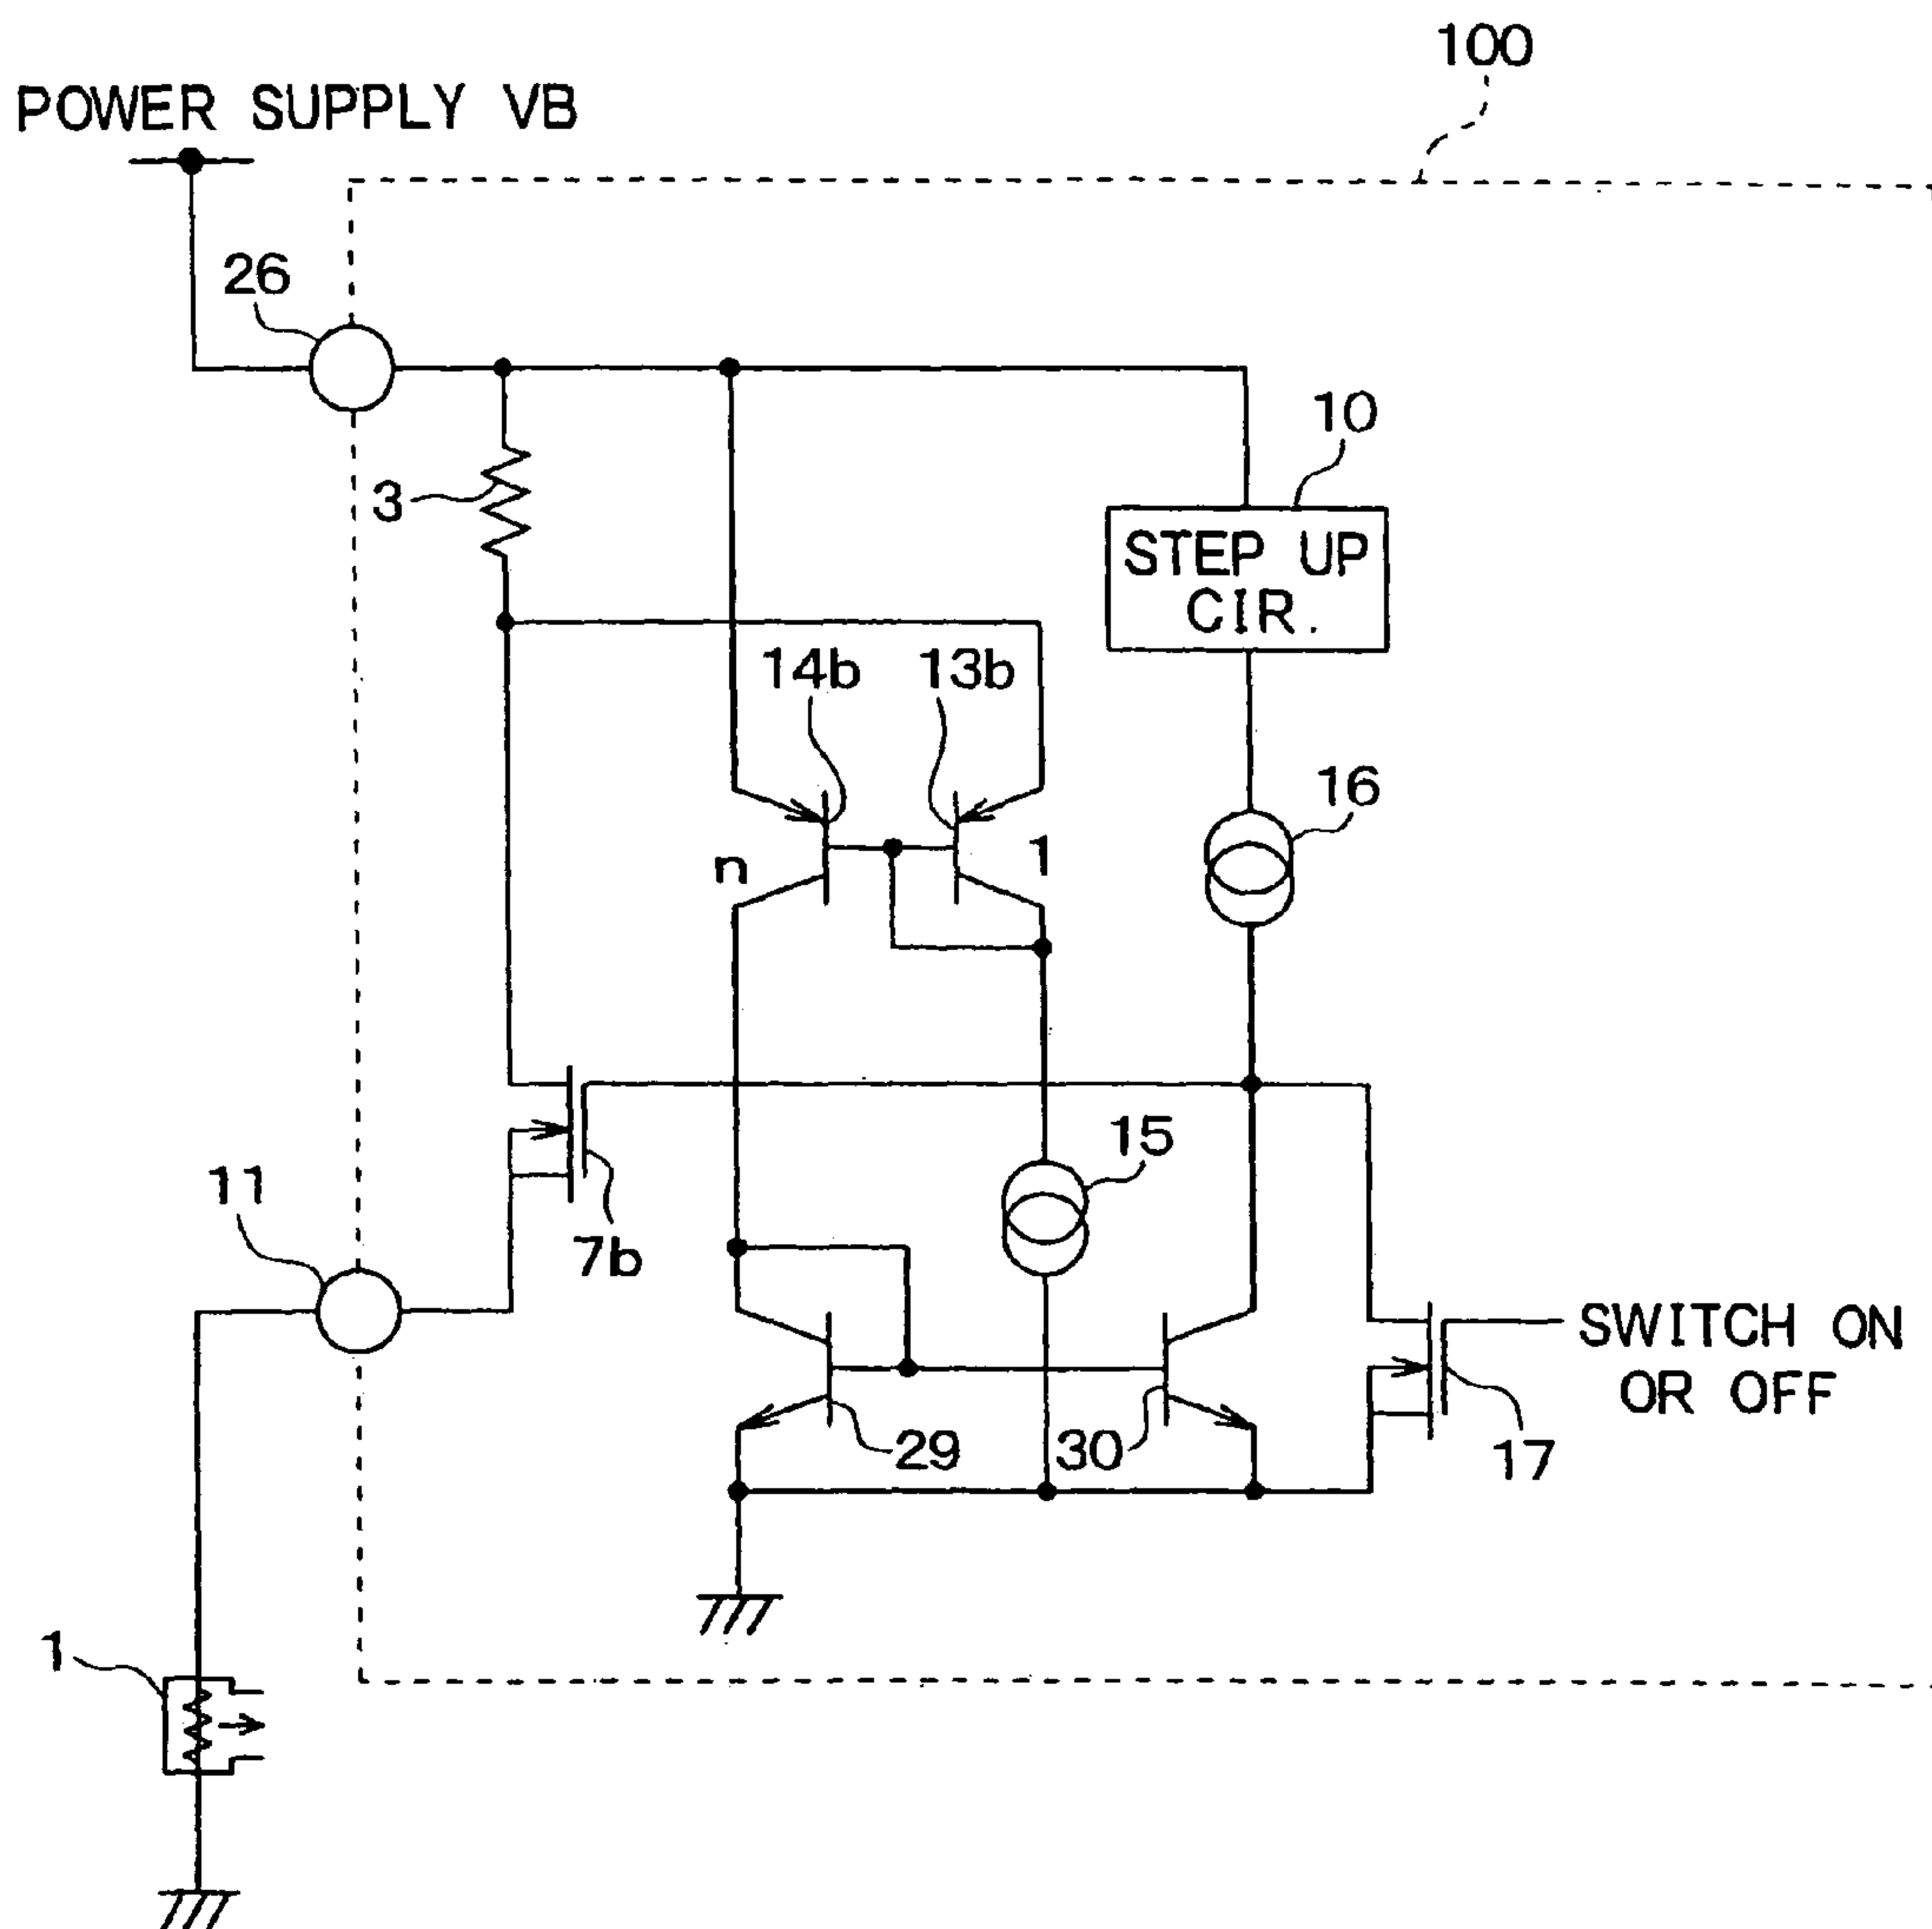 100
POWER SUPPLY VB
26
10
3
STEP UP
CIR.
14b
13b
16
n
1
15
11
7b
SWITCH ON
OR OFF
29
30
17
1